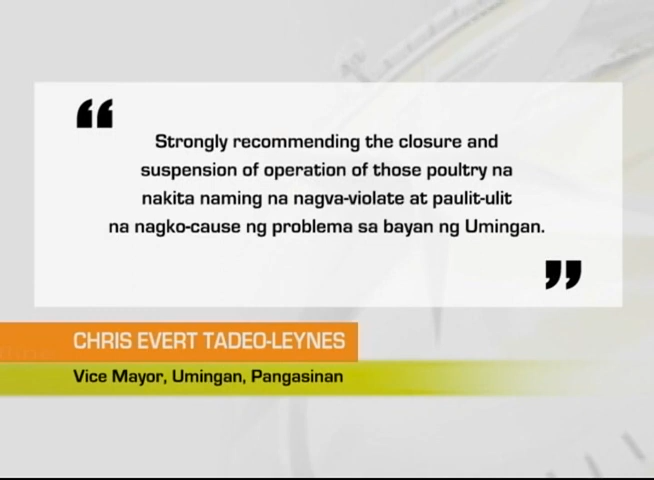 “
Strongly recommending the closure and
suspension of operation of those poultry na
nakita naming na nagva-violate at paulit-ulit
na nagko-cause ng problema sa bayan ng Umingan.
”
CHRIS EVERT TADEO-LEYNES
Vice Mayor, Umingan, Pangasinan